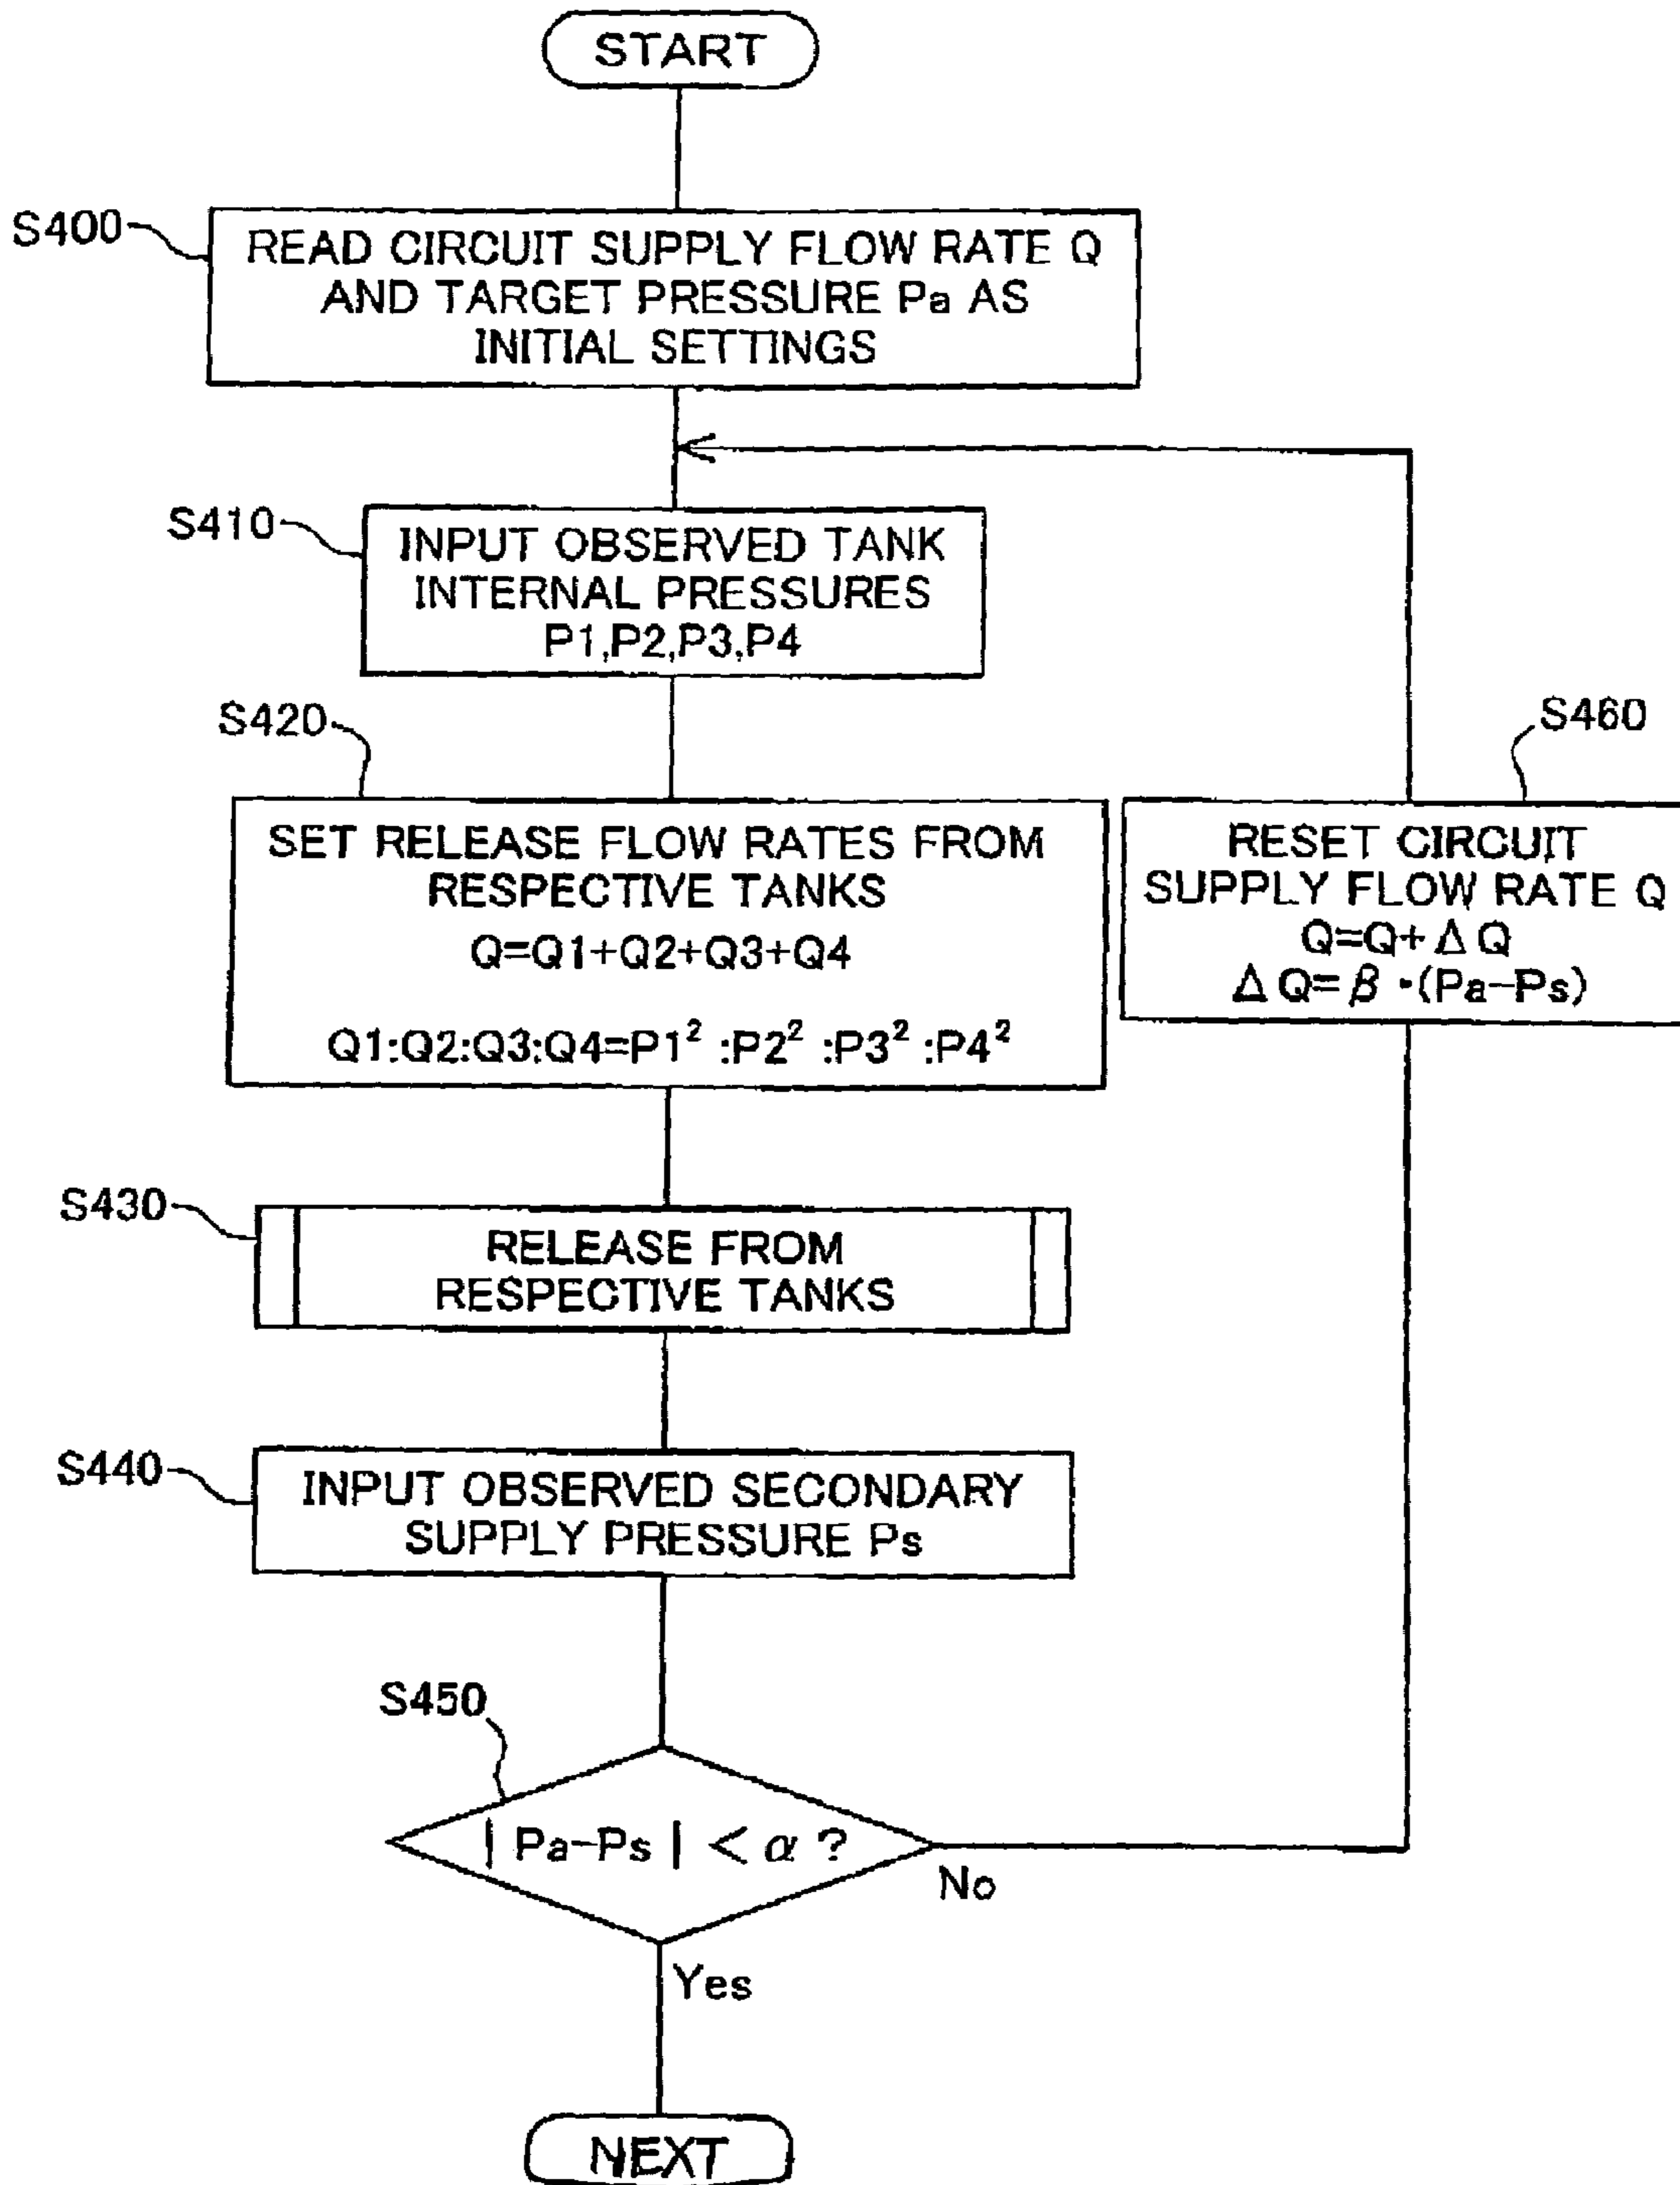 START
S400
READ CIRCUIT SUPPLY FLOW RATE Q
AND TARGET PRESSURE Pa AS
INITIAL SETTINGS
S410
INPUT OBSERVED TANK
INTERNAL PRESSURES
P1,P2,P3,P4
S420
SET RELEASE FLOW RATES FROM
RESPECTIVE TANKS
Q=Q1+Q2+Q3+Q4
Q1:Q2:Q3:Q4=P1² :P2² :P3² :P4²
S460
RESET CIRCUIT
SUPPLY FLOW RATE Q
Q=Q+ΔQ
ΔQ=β・(Pa-Ps)
S430
RELEASE FROM
RESPECTIVE TANKS
S440
INPUT OBSERVED SECONDARY
SUPPLY PRESSURE Ps
S450
| Pa-Ps | < α ?
No
Yes
NEXT